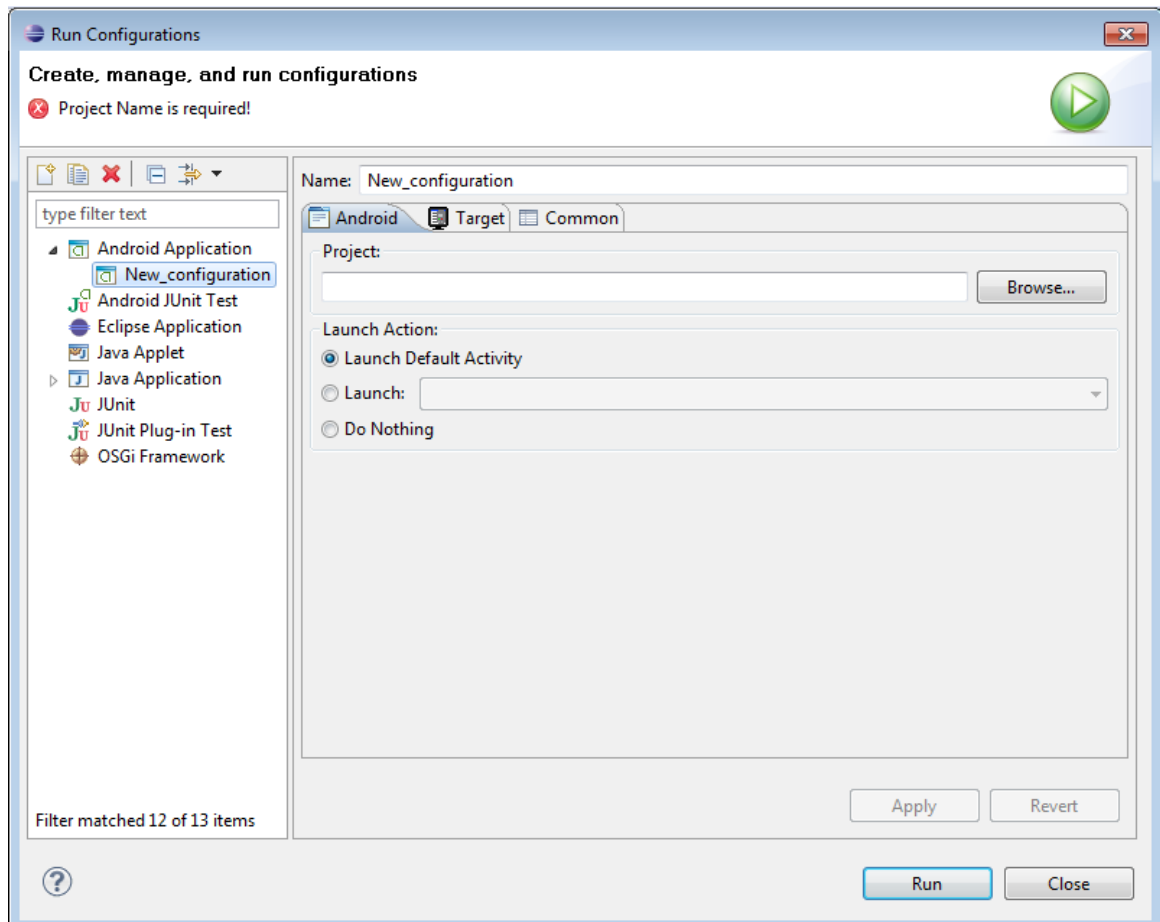 Run Configurations
Create, manage, and run configurations
Project Name is required!
type filter text
Android Application
New_configuration
Android JUnit Test
Eclipse Application
Java Applet
Java Application
JUnit
JUnit Plug-in Test
OSGi Framework
Filter matched 12 of 13 items
Name: New_configuration
Android Target Common
Project:
Browse...
Launch Action:
Launch Default Activity
Launch:
Do Nothing
Apply Revert
Run Close